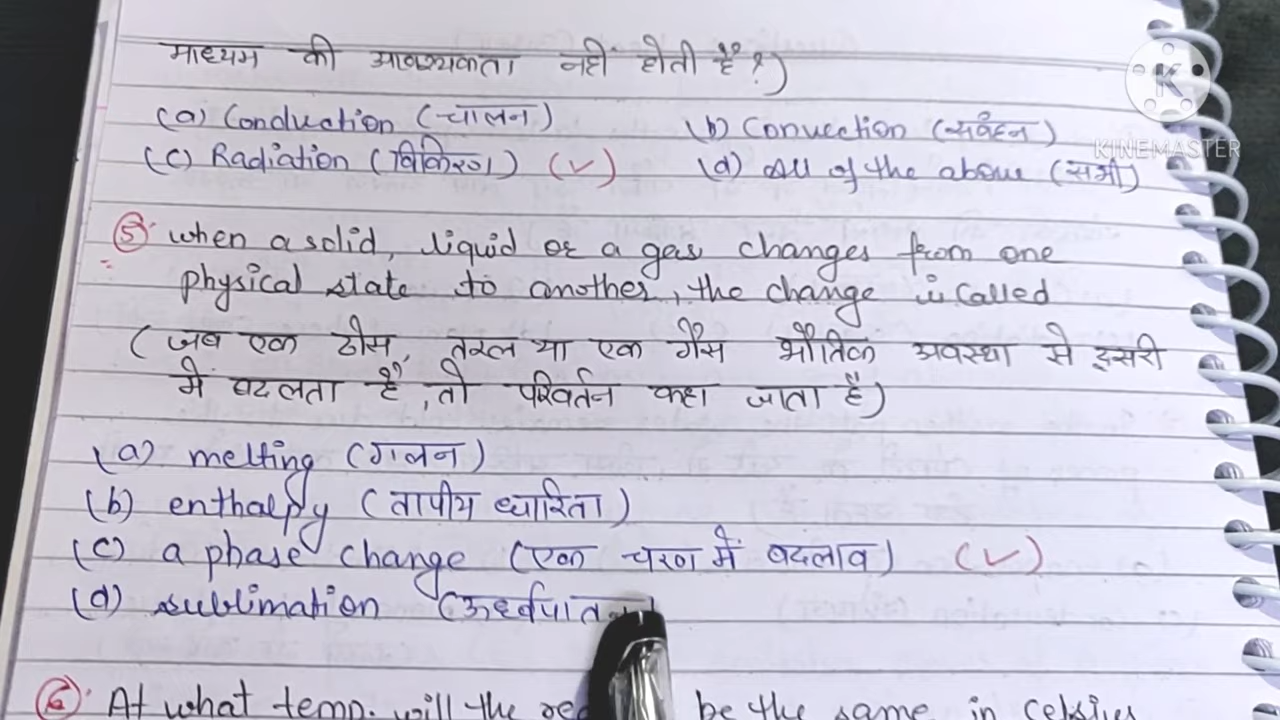 माध्यम की आवश्यकता नहीं होती है?)
(a) Conduction (चालन) (b) Convection (संवहन)
(c) Radiation (विकिरण) (✓) (d) All of the above (सभी)
K
KINEMASTER
5 when a solid, liquid or a gas changes from one
physical state to another, the change is called
(जब एक ठोस, तरल या एक गैस भौतिक अवस्था से दूसरी
में बदलता है, तो परिवर्तन कहा जाता है)
(a) melting (गलन)
(b) enthalpy (तापीय धारिता)
(c) a phase change (एक चरण में बदलाव) (✓)
(d) sublimation
6 At what temp. will the be the same in Celsius